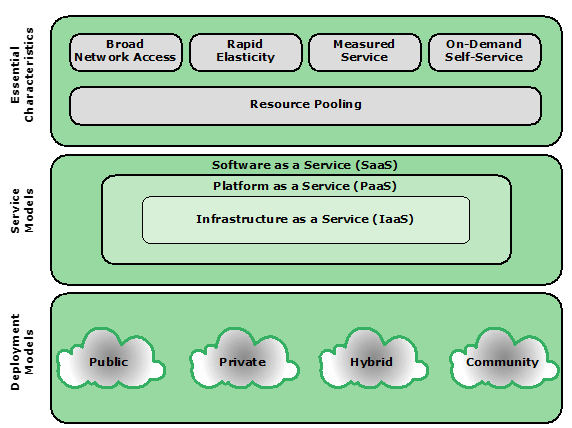 Essential
Characteristics
Broad
Network Access
Rapid
Elasticity
Measured
Service
On-Demand
Self-Service
Resource Pooling
Service
Models
Software as a Service (SaaS)
Platform as a Service (PaaS)
Infrastructure as a Service (IaaS)
Deployment
Models
Public
Private
Hybrid
Community